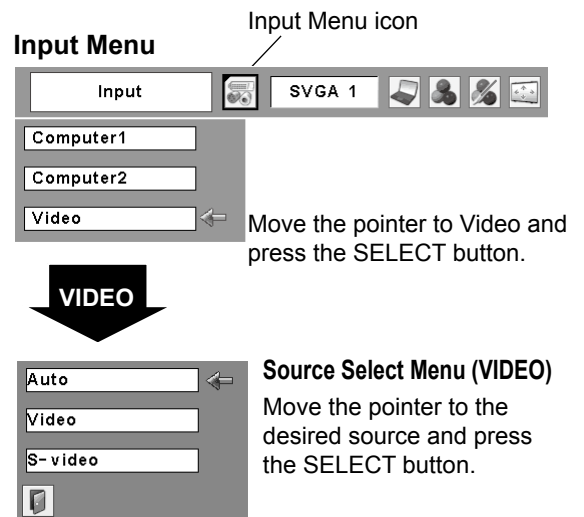 Input Menu icon
Input Menu
Input
SVGA 1
Computer1
Computer2
Video
Move the pointer to Video and
press the SELECT button.
VIDEO
Auto
Video
S-video
Source Select Menu (VIDEO)
Move the pointer to the
desired source and press
the SELECT button.